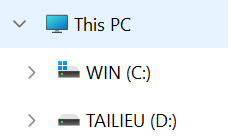 This PC
WIN (C:)
TAILIEU (D:)